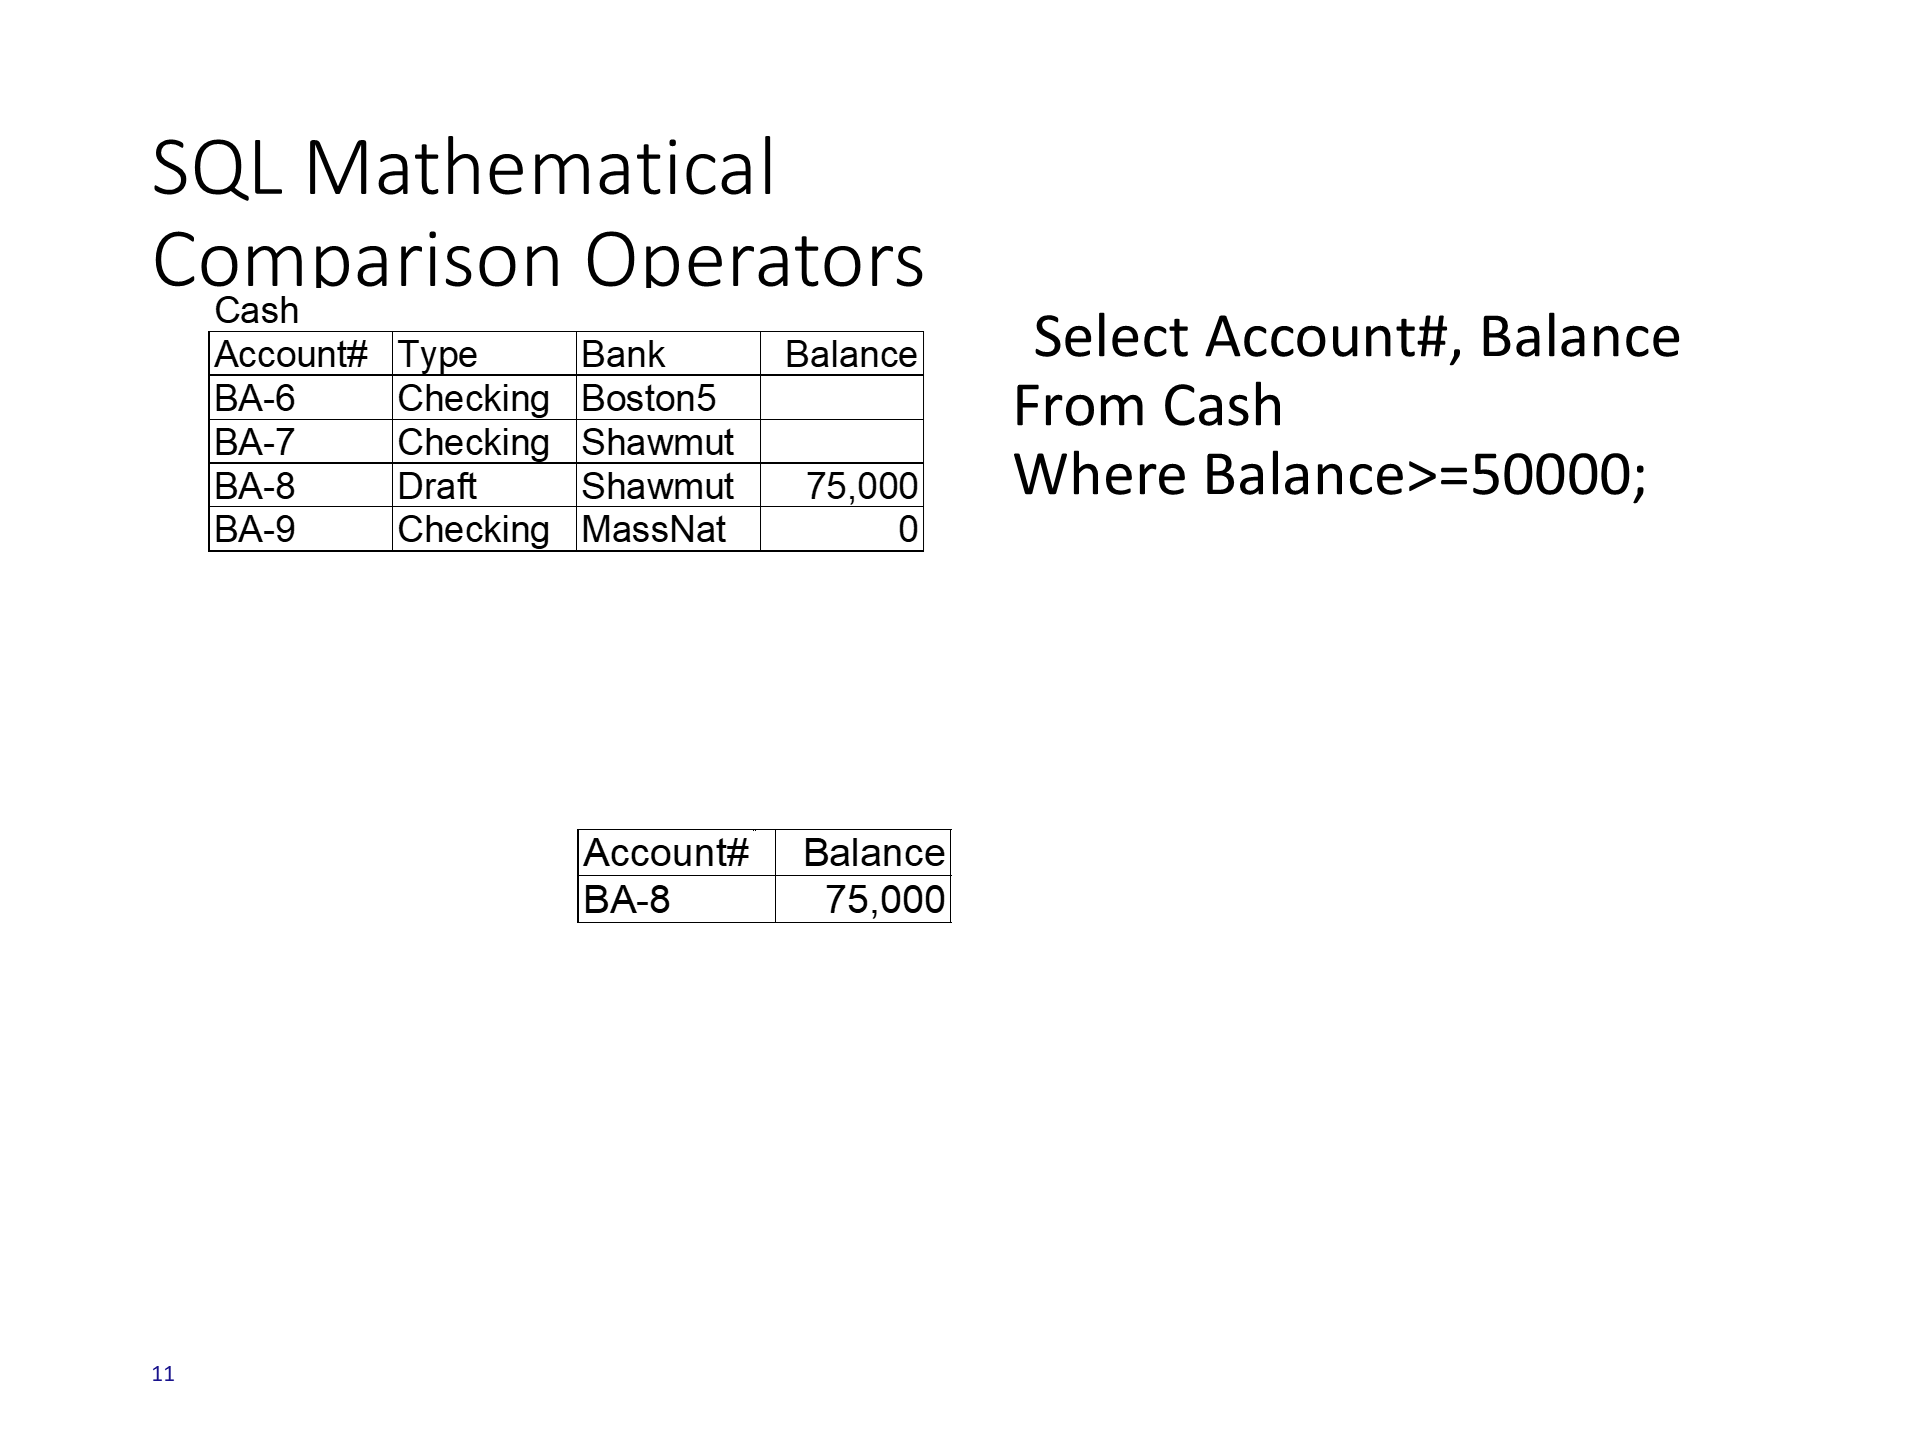 SQL Mathematical
Comparison Operators
Cash
Account# Type Bank Balance
BA-6 Checking Boston5
BA-7 Checking Shawmut
BA-8 Draft Shawmut 75,000
BA-9 Checking MassNat 0
Select Account#, Balance
From Cash
Where Balance>=50000;
Account# Balance
BA-8 75,000
11